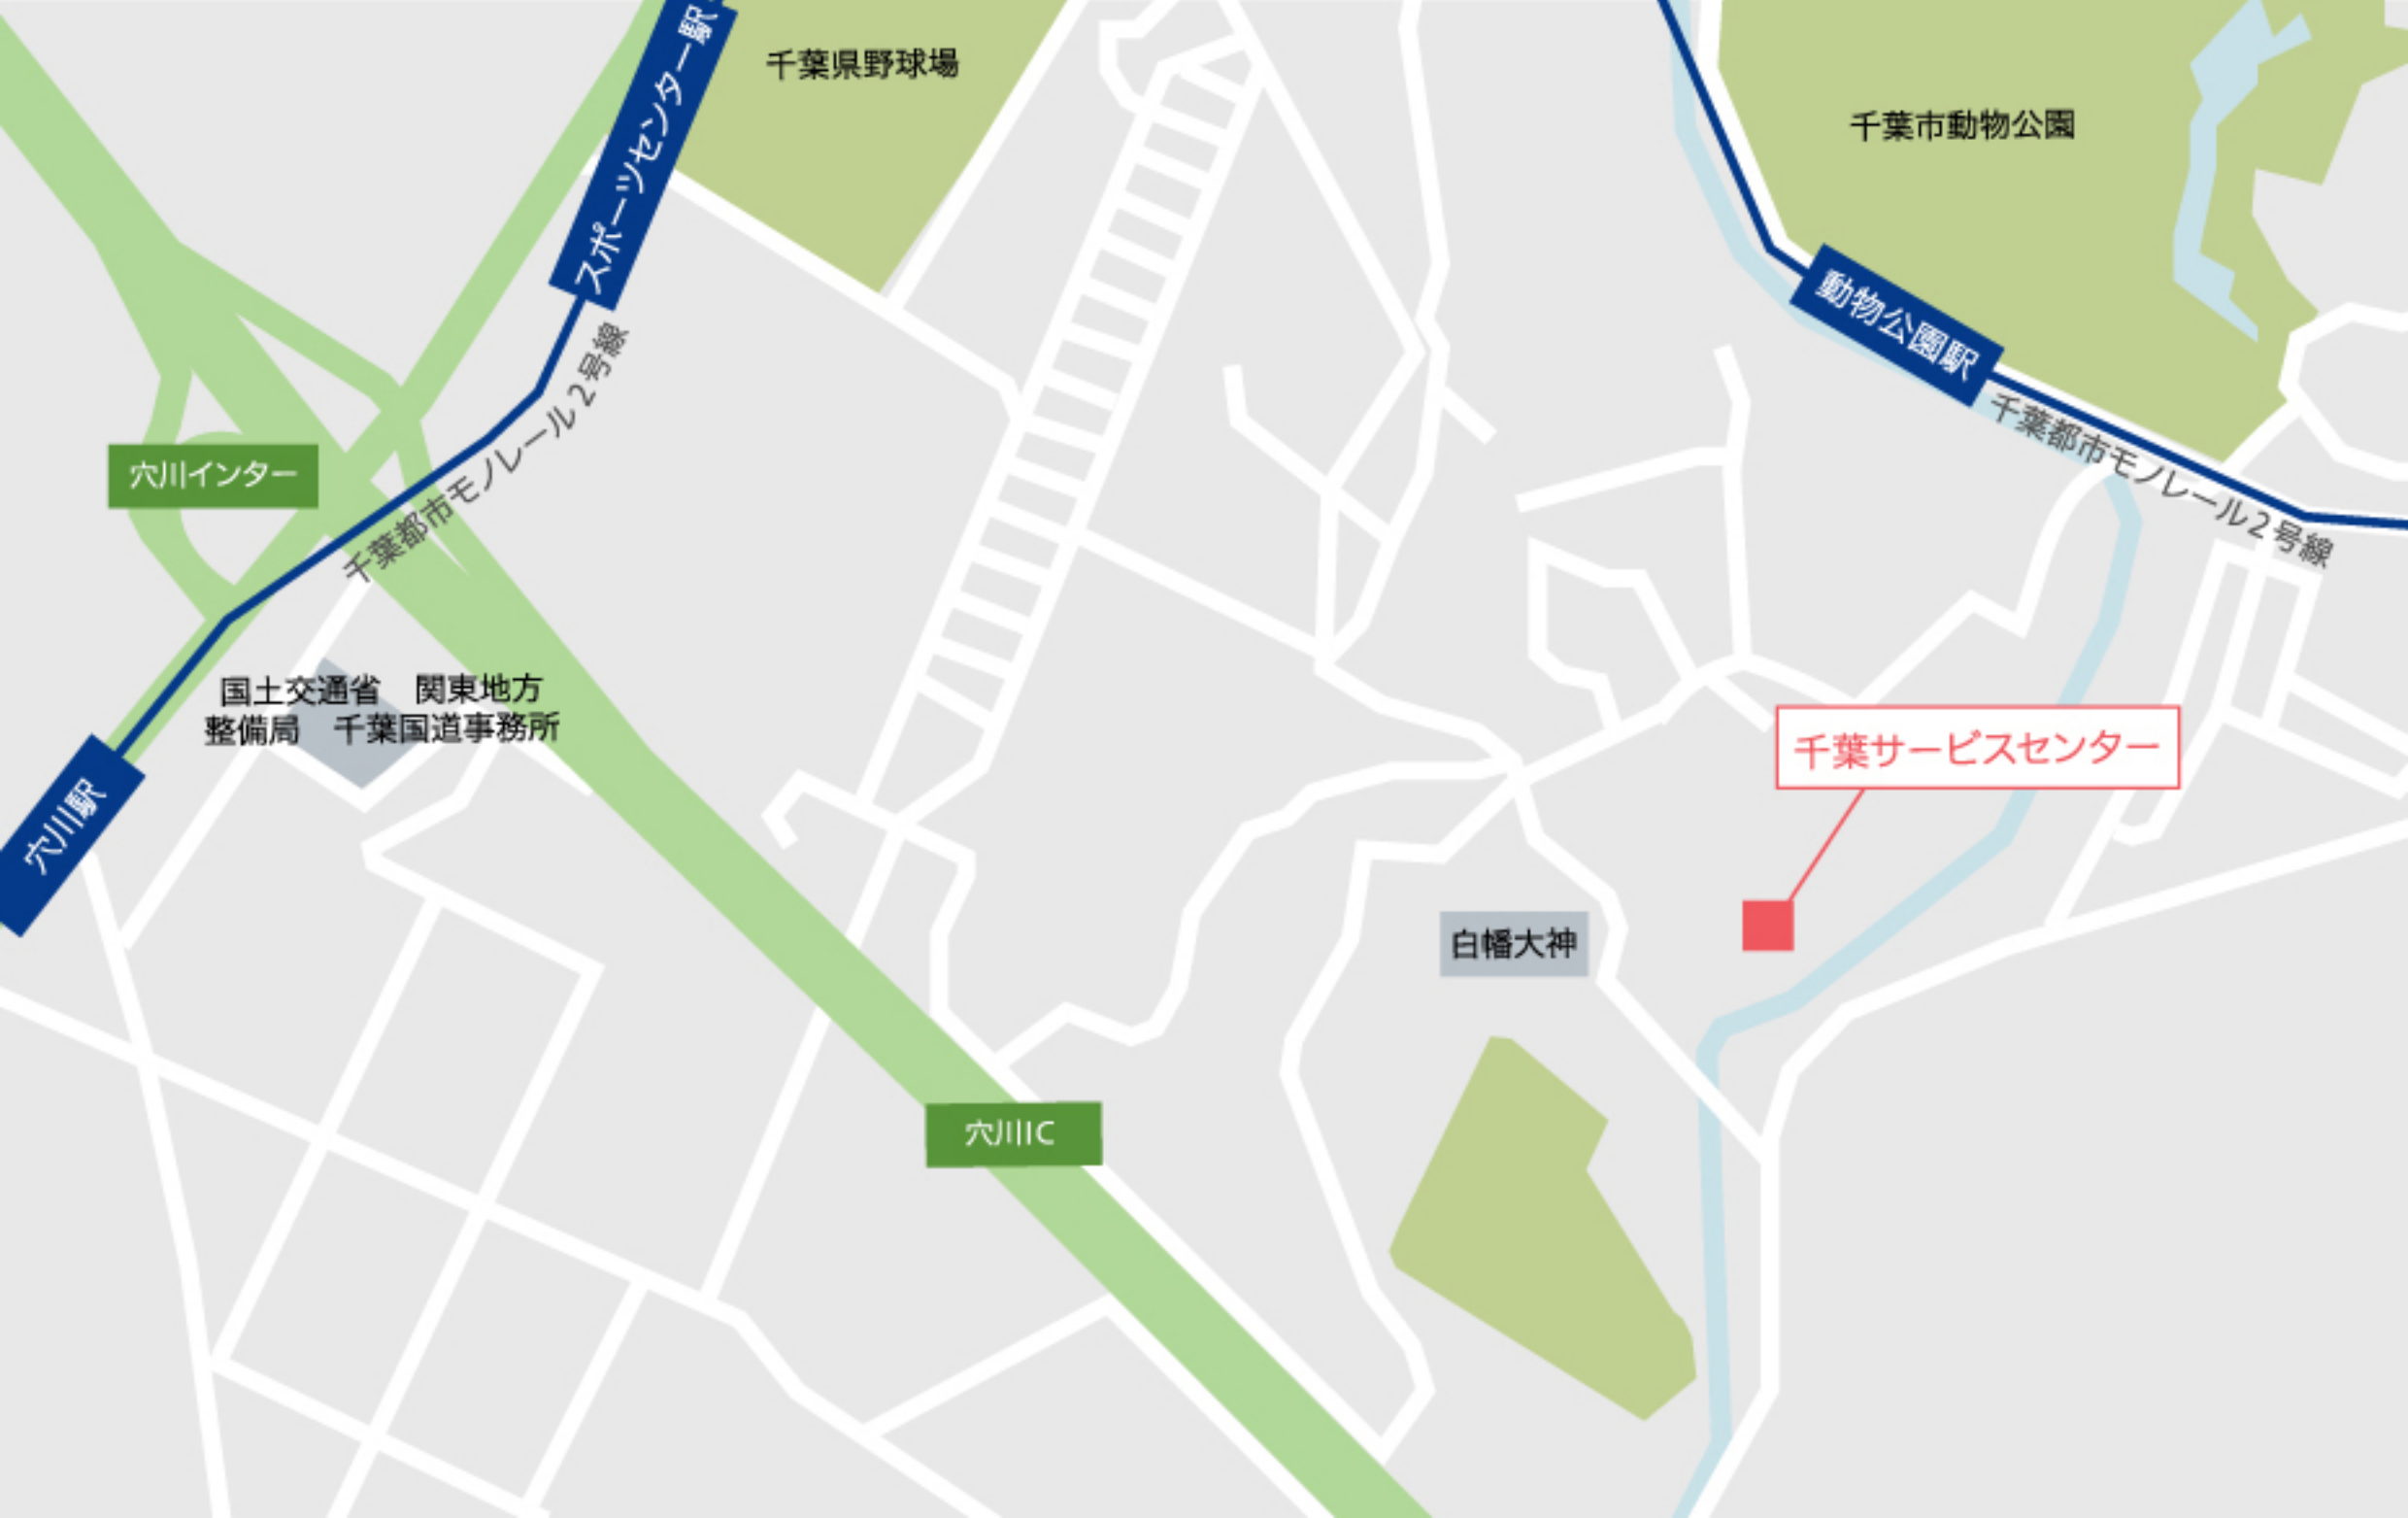 スポーツセンター駅
千葉県野球場
千葉市動物公園
動物公園駅
千葉都市モノレール2号線
千葉都市モノレール2号線
穴川インター
国土交通省　関東地方
整備局　千葉国道事務所
千葉サービスセンター
穴川駅
白幡大神
穴川IC